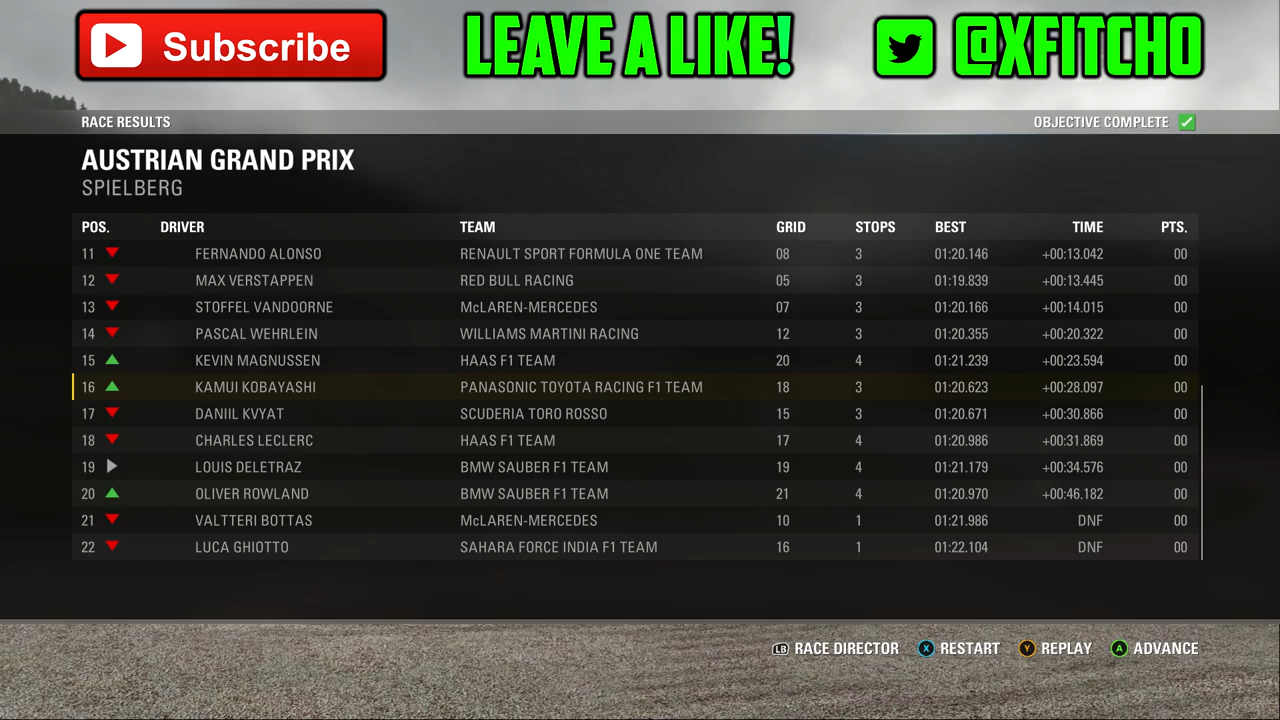 Subscribe LEAVE A LIKE! @XFITCHO
RACE RESULTS OBJECTIVE COMPLETE
AUSTRIAN GRAND PRIX
SPIELBERG
POS. DRIVER TEAM GRID STOPS BEST TIME PTS.
11 FERNANDO ALONSO RENAULT SPORT FORMULA ONE TEAM 08 3 01:20.146 +00:13.042 00
12 MAX VERSTAPPEN RED BULL RACING 05 3 01:19.839 +00:13.445 00
13 STOFFEL VANDOORNE McLAREN-MERCEDES 07 3 01:20.166 +00:14.015 00
14 PASCAL WEHRLEIN WILLIAMS MARTINI RACING 12 3 01:20.355 +00:20.322 00
15 KEVIN MAGNUSSEN HAAS F1 TEAM 20 4 01:21.239 +00:23.594 00
16 KAMUI KOBAYASHI PANASONIC TOYOTA RACING F1 TEAM 18 3 01:20.623 +00:28.097 00
17 DANIIL KVYAT SCUDERIA TORO ROSSO 15 3 01:20.671 +00:30.866 00
18 CHARLES LECLERC HAAS F1 TEAM 17 4 01:20.986 +00:31.869 00
19 LOUIS DELETRAZ BMW SAUBER F1 TEAM 19 4 01:21.179 +00:34.576 00
20 OLIVER ROWLAND BMW SAUBER F1 TEAM 21 4 01:20.970 +00:46.182 00
21 VALTTERI BOTTAS McLAREN-MERCEDES 10 1 01:21.986 DNF 00
22 LUCA GHIOTTO SAHARA FORCE INDIA F1 TEAM 16 1 01:22.104 DNF 00
LB RACE DIRECTOR X RESTART Y REPLAY A ADVANCE